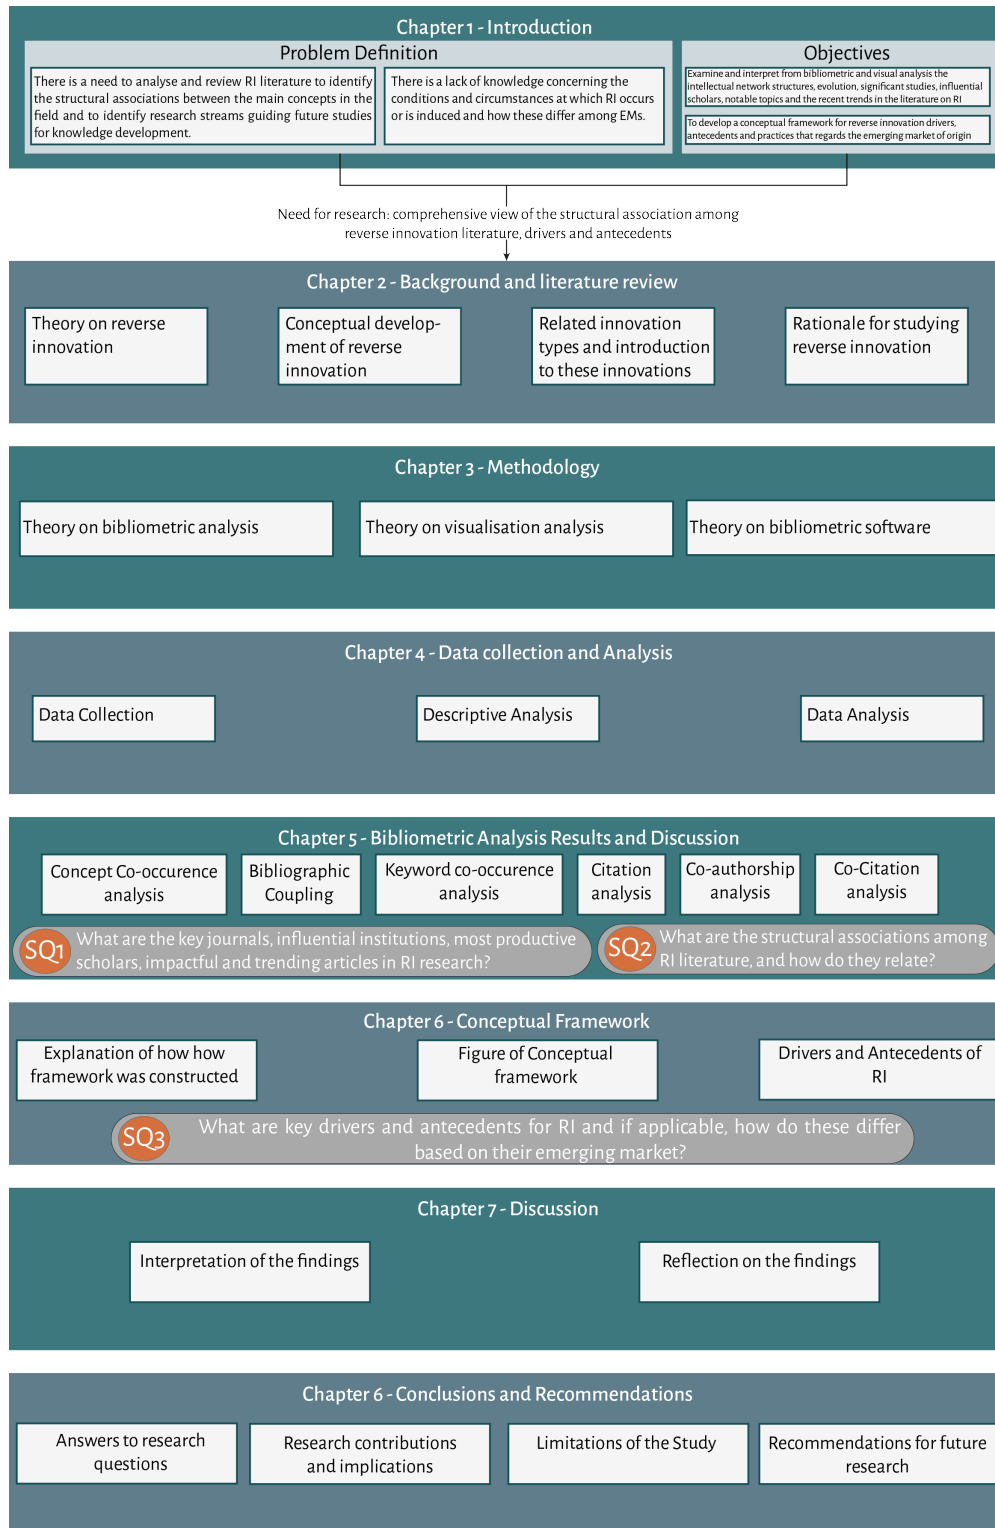 Chapter 1 - Introduction
Problem Definition
There is a need to analyse and review RI literature to identify
the structural associations between the main concepts in the
field and to identify research streams guiding future studies
for knowledge development.
There is a lack of knowledge concerning the
conditions and circumstances at which RI occurs
or is induced and how these differ among EMs.
Objectives
Examine and interpret from bibliometric and visual analysis the
intellectual network structures, evolution, significant studies, influential
scholars, notable topics and the recent trends in the literature on RI
To develop a conceptual framework for reverse innovation drivers,
antecedents and practices that regards the emerging market of origin
Need for research: comprehensive view of the structural association among
reverse innovation literature, drivers and antecedents
Chapter 2 - Background and literature review
Theory on reverse
innovation
Conceptual develop-
ment of reverse
innovation
Related innovation
types and introduction
to these innovations
Rationale for studying
reverse innovation
Chapter 3 - Methodology
Theory on bibliometric analysis
Theory on visualisation analysis
Theory on bibliometric software
Chapter 4 - Data collection and Analysis
Data Collection
Descriptive Analysis
Data Analysis
Chapter 5 - Bibliometric Analysis Results and Discussion
Concept Co-occurence
analysis
Bibliographic
Coupling
Keyword co-occurence
analysis
Citation
analysis
Co-authorship
analysis
Co-Citation
analysis
SQ1
What are the key journals, influential institutions, most productive
scholars, impactful and trending articles in RI research?
SQ2
What are the structural associations among
RI literature, and how do they relate?
Chapter 6 - Conceptual Framework
Explanation of how how
framework was constructed
Figure of Conceptual
framework
Drivers and Antecedents of
RI
SQ3
What are key drivers and antecedents for RI and if applicable, how do these differ
based on their emerging market?
Chapter 7 - Discussion
Interpretation of the findings
Reflection on the findings
Chapter 6 - Conclusions and Recommendations
Answers to research
questions
Research contributions
and implications
Limitations of the Study
Recommendations for future
research